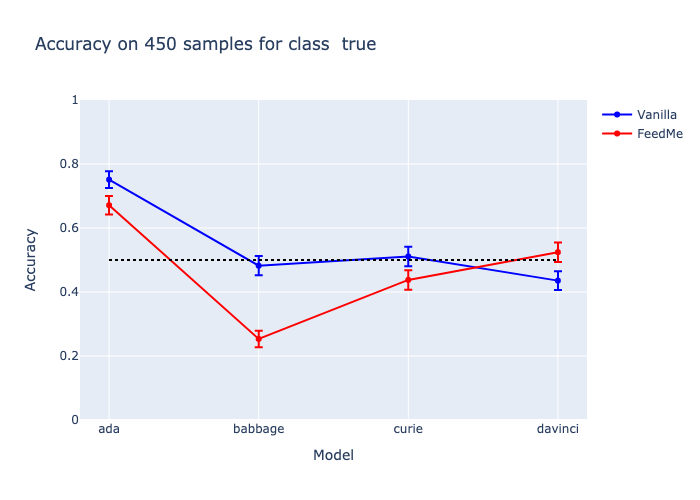 Accuracy on 450 samples for class  true
Vanilla
FeedMe
1
0.8
0.6
0.4
0.2
0
Accuracy
ada
babbage
curie
davinci
Model